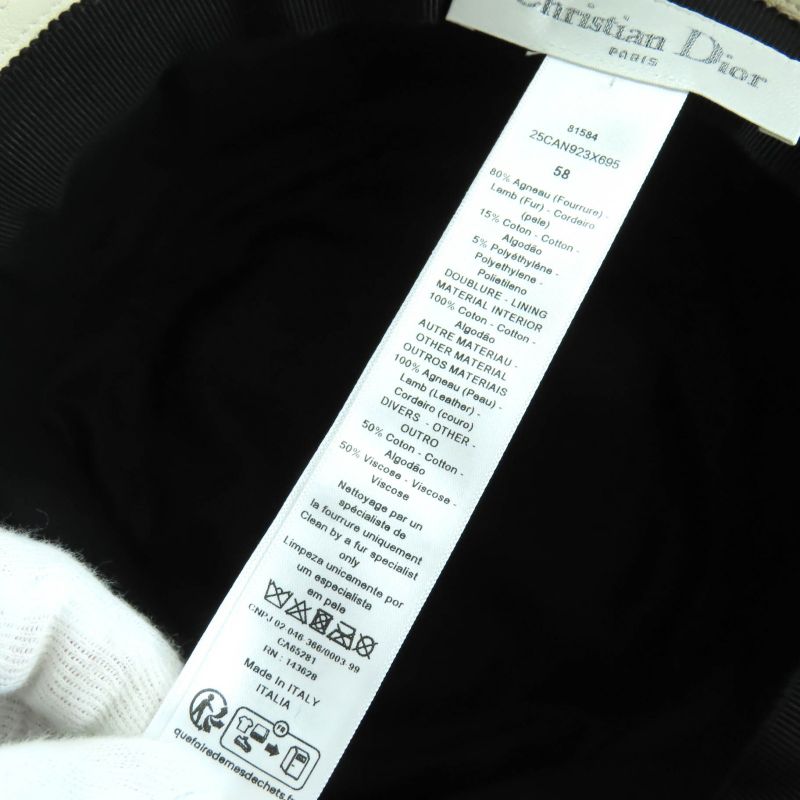 Christian Dior
PARIS
81584
25CAN923X695
58
80% Agneau (Fourrure) -
Lamb (Fur) - Cordeiro
(pele)
15% Coton - Cotton -
Algodão
5% Polyéthylène -
Polyethylene -
Polietileno
DOUBLURE - LINING
MATERIAL INTERIOR
100% Coton - Cotton -
Algodão
AUTRE MATERIAU -
OTHER MATERIAL
OUTROS MATERIAIS
100% Agneau (Peau) -
Lamb (Leather) -
Cordeiro (couro)
DIVERS - OTHER -
OUTRO
50% Coton - Cotton -
Algodão
50% Viscose - Viscose -
Viscose
Nettoyage par un
spécialiste de
la fourrure uniquement
Clean by a fur specialist
only
Limpeza unicamente por
um especialista
em pele
CNPJ 02 046 366/0003-99
CA65281
RN : 143628
Made in ITALY
ITALIA
FR
quefairedemesdechets.fr